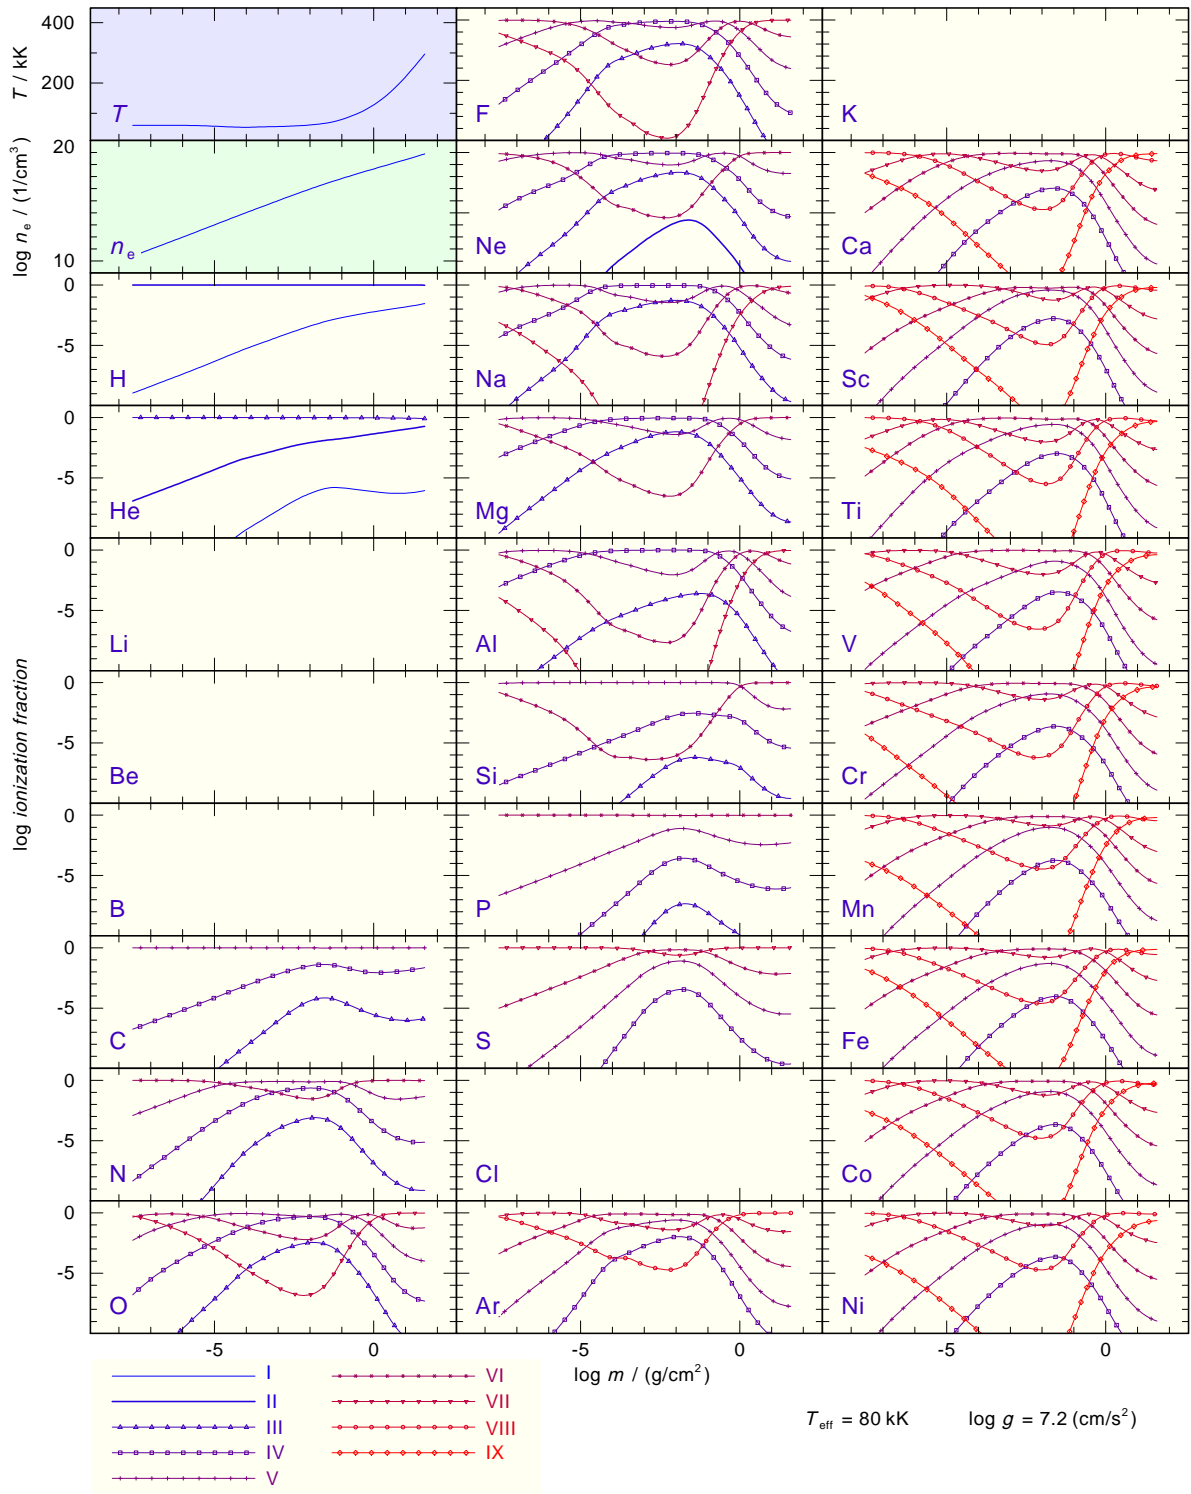 400
200
T / kK
T
F
K
20
10
log n_e / (1/cm³)
n_e
Ne
Ca
0
-5
H
Na
Sc
0
-5
He
Mg
Ti
0
-5
Li
Al
V
0
-5
Be
Si
Cr
log ionization fraction
0
-5
B
P
Mn
0
-5
C
S
Fe
0
-5
N
Cl
Co
0
-5
O
Ar
Ni
-5 0 -5 0 -5 0
log m / (g/cm²)
I
II
III
IV
V
VI
VII
VIII
IX
T_eff = 80 kK log g = 7.2 (cm/s²)